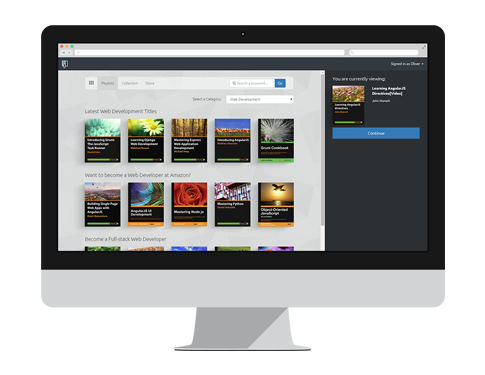 Signed in as Oliver
Playlists
Collection
Store
Search a keyword...
Go
Select a Category:
Web Development
You are currently viewing:
Learning AngularJS
Directives[Video]
Continue
Latest Web Development Titles
Introducing Grunt:
The JavaScript
Task Runner
Learning Django
Web Development
Mastering Express
Web Application
Development
Introducing AngularJS
Grunt Cookbook
Want to become a Web Developer at Amazon?
Building Single Page
Web Apps with
AngularJS
AngularJS UI
Development
Mastering Node.js
Mastering Python
Object-Oriented
JavaScript
Become a Full-stack Web Developer